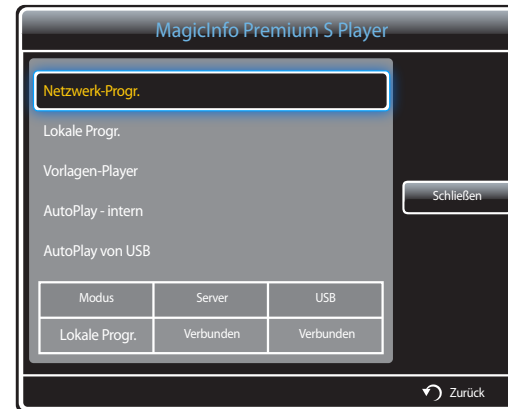 MagicInfo Premium S Player
Netzwerk-Progr.
Lokale Progr.
Vorlagen-Player
AutoPlay - intern
AutoPlay von USB
Schließen
Modus Server USB
Lokale Progr. Verbunden Verbunden
Zurück